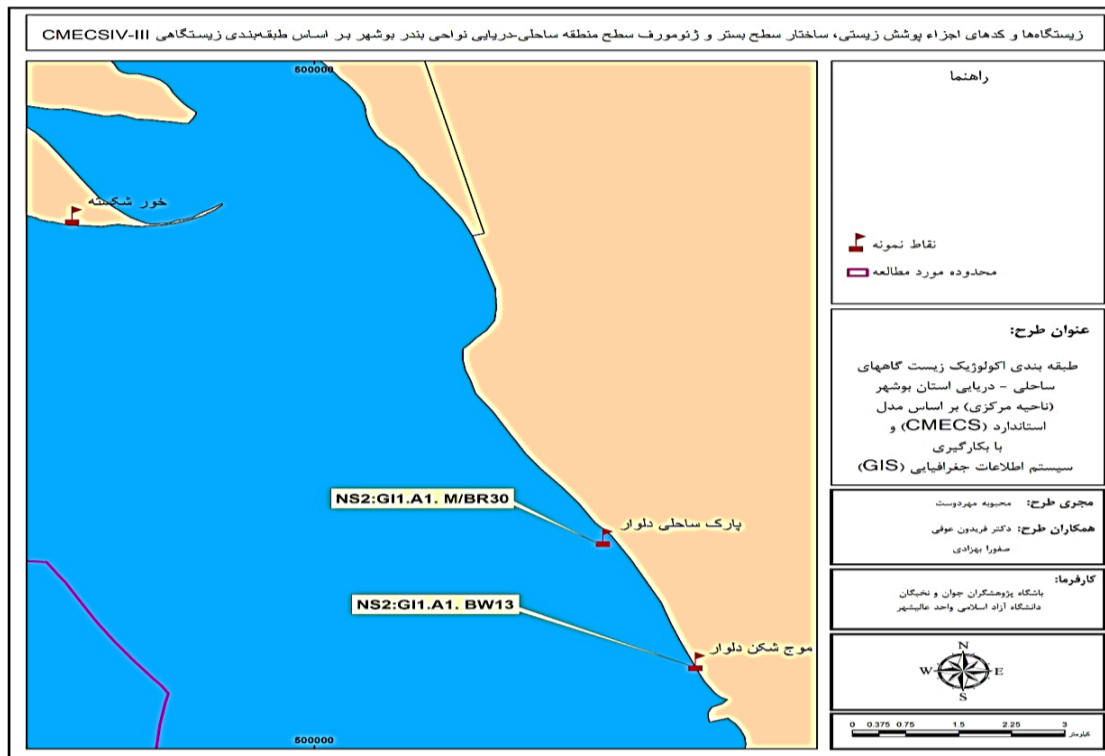 زیستگاه‌ها و کدهای اجزاء پوشش زیستی، ساختار سطح بستر و ژئومورف سطح منطقه ساحلی-دریایی نواحی بندر بوشهر بر اساس طبقه‌بندی زیستگاهی CMECSIV-III
500000
خور شکسته
NS2:GI1.A1. M/BR30
پارک ساحلی دلوار
NS2:GI1.A1. BW13
موج شکن دلوار
500000
راهنما
نقاط نمونه
محدوده مورد مطالعه
عنوان طرح:
طبقه بندی اکولوژیک زیست گاههای
ساحلی - دریایی استان بوشهر
(ناحیه مرکزی) بر اساس مدل
استاندارد (CMECS) و
با بکارگیری
سیستم اطلاعات جغرافیایی (GIS)
مجری طرح: محبوبه مهردوست
همکاران طرح: دکتر فریدون عوفی
صفورا بهزادی
کارفرما:
باشگاه پژوهشگران جوان و نخبگان
دانشگاه آزاد اسلامی واحد عالیشهر
N
W E
S
0 0.375 0.75 1.5 2.25 3
کیلومتر